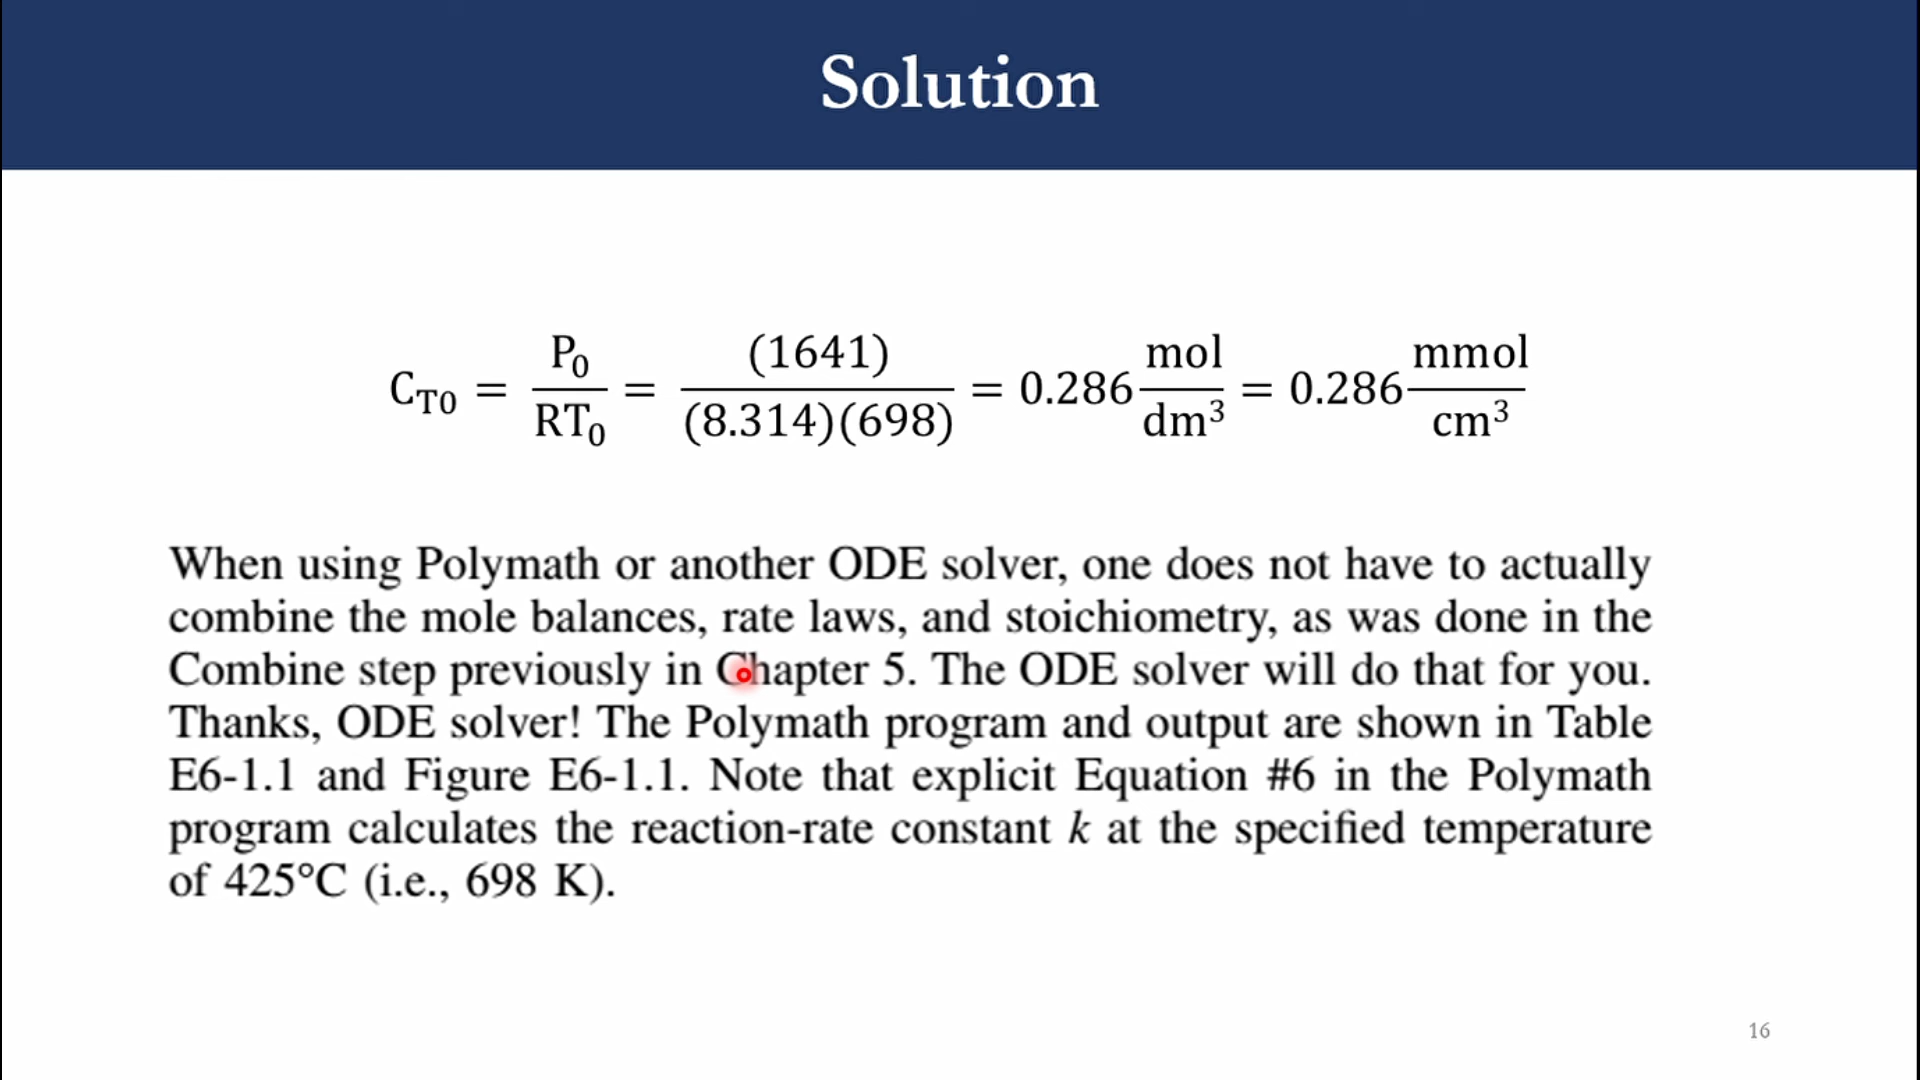 Solution
C_T0 = P_0/RT_0 = (1641)/(8.314)(698) = 0.286 mol/dm³ = 0.286 mmol/cm³
When using Polymath or another ODE solver, one does not have to actually
combine the mole balances, rate laws, and stoichiometry, as was done in the
Combine step previously in Chapter 5. The ODE solver will do that for you.
Thanks, ODE solver! The Polymath program and output are shown in Table
E6-1.1 and Figure E6-1.1. Note that explicit Equation #6 in the Polymath
program calculates the reaction-rate constant k at the specified temperature
of 425°C (i.e., 698 K).
16